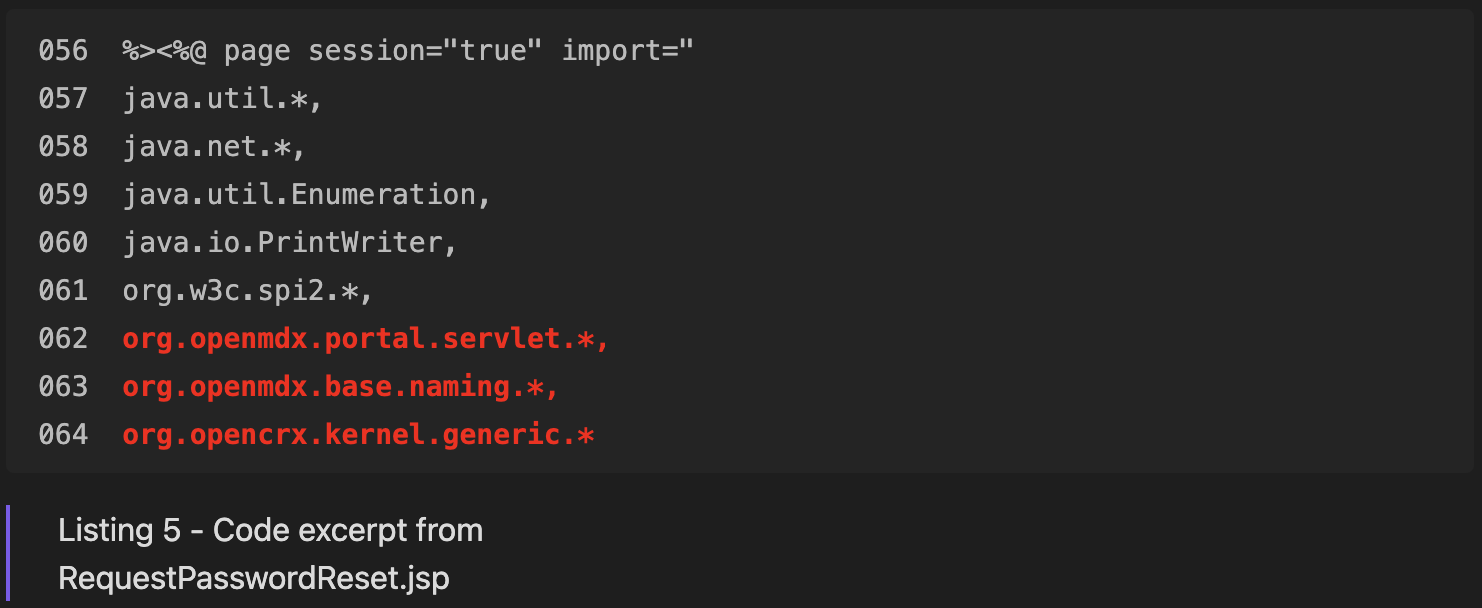 056 %><%@ page session="true" import="
057 java.util.*,
058 java.net.*,
059 java.util.Enumeration,
060 java.io.PrintWriter,
061 org.w3c.spi2.*,
062 org.openmdx.portal.servlet.*,
063 org.openmdx.base.naming.*,
064 org.opencrx.kernel.generic.*
Listing 5 - Code excerpt from
RequestPasswordReset.jsp